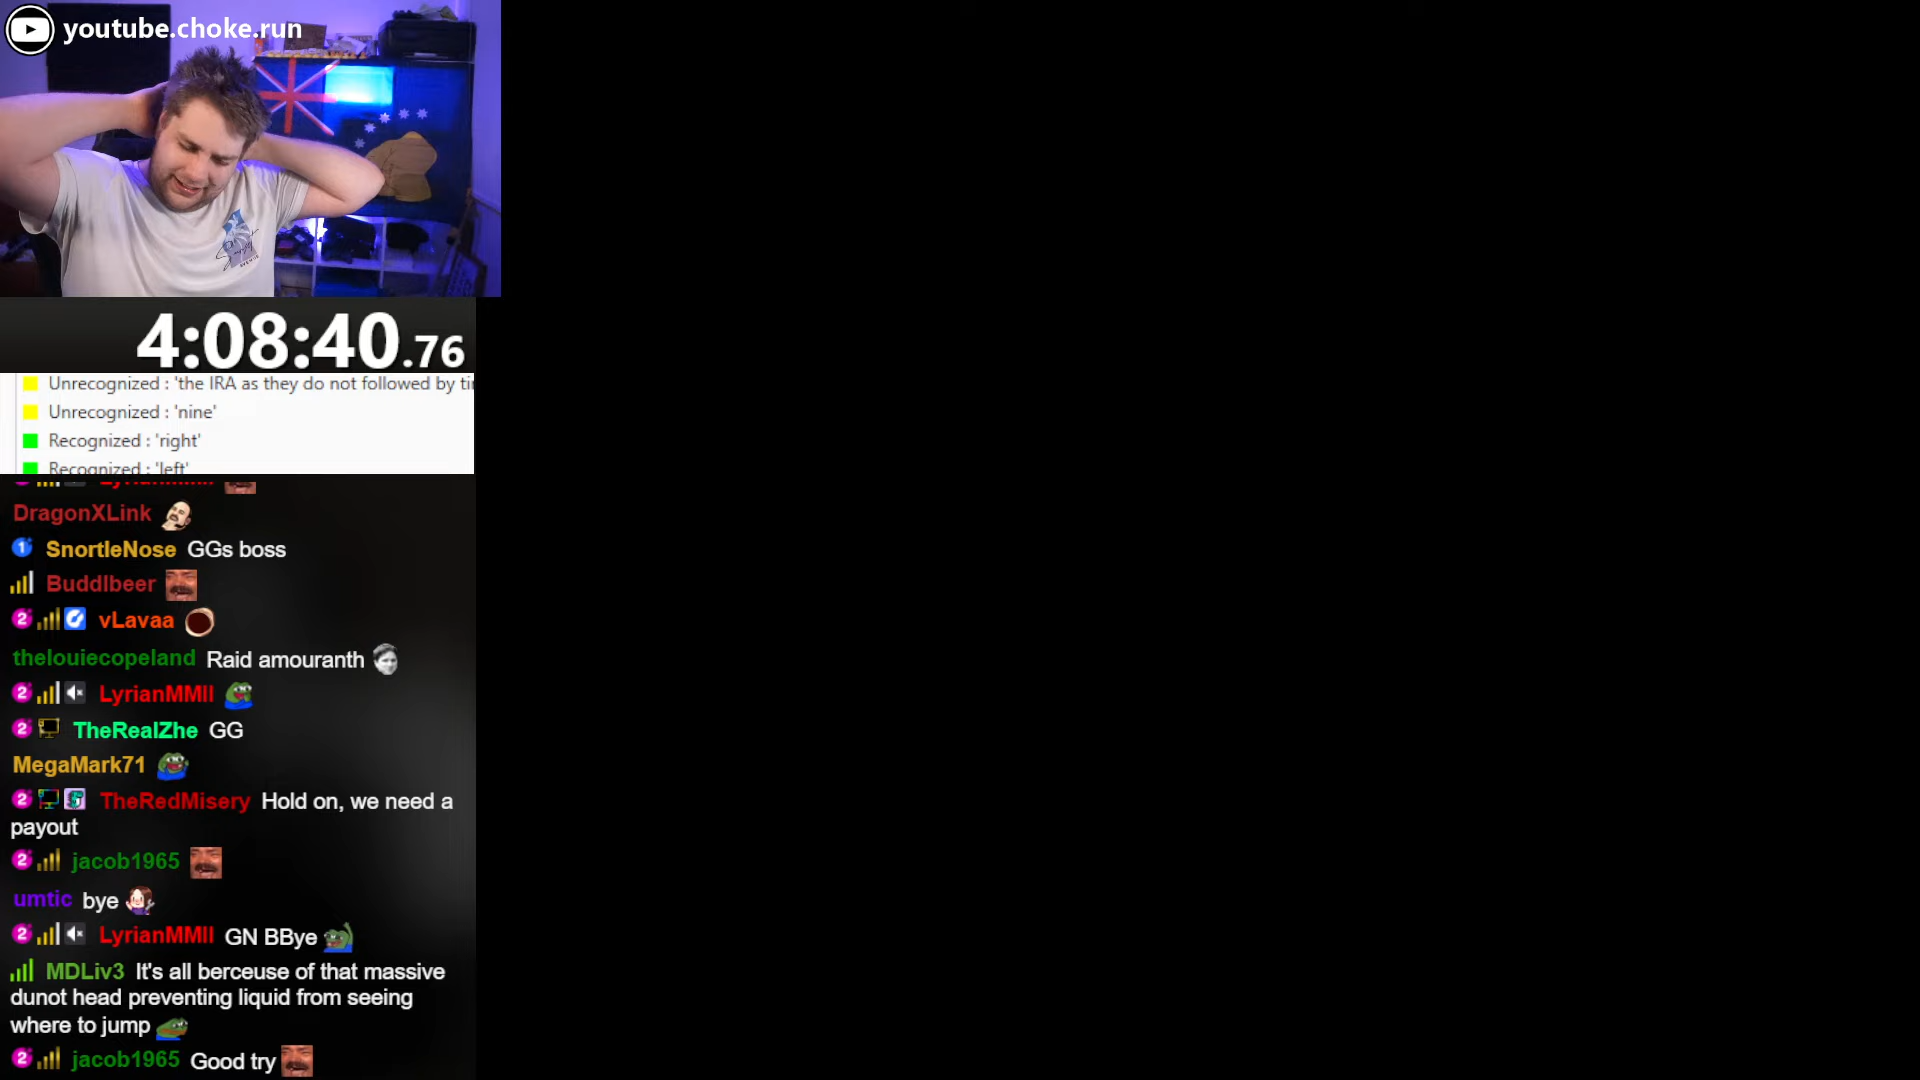 youtube.choke.run
4:08:40.76
Unrecognized : 'the IRA as they do not followed by
Unrecognized : 'nine'
Recognized : 'right'
Recognized : 'left'
LyrianMMII
DragonXLink
SnortleNose GGs boss
Buddlbeer
vLavaa
thelouiecopeland Raid amouranth
LyrianMMII
TheRealZhe GG
MegaMark71
TheRedMisery Hold on, we need a
payout
jacob1965
umtic bye
LyrianMMII GN BBye
MDLiv3 It's all berceuse of that massive
dunot head preventing liquid from seeing
where to jump
jacob1965 Good try